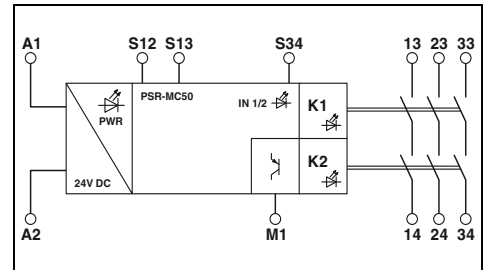 A1 S12 S13 S34 13 23 33
PSR-MC50 IN 1/2 K1
PWR
K2
24V DC
A2 M1 14 24 34